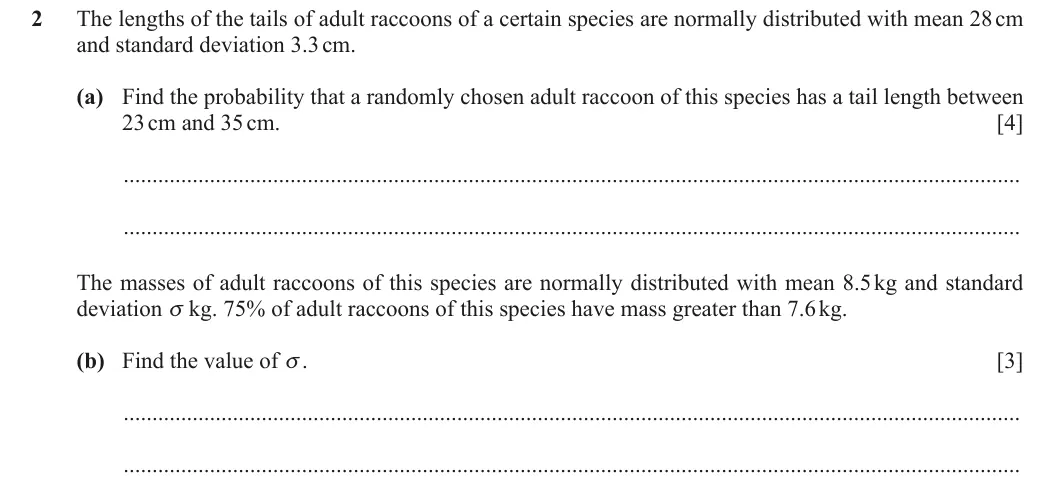 2 The lengths of the tails of adult raccoons of a certain species are normally distributed with mean 28 cm
and standard deviation 3.3 cm.
(a) Find the probability that a randomly chosen adult raccoon of this species has a tail length between
23 cm and 35 cm. [4]
................................................................................
................................................................................
The masses of adult raccoons of this species are normally distributed with mean 8.5 kg and standard
deviation σ kg. 75% of adult raccoons of this species have mass greater than 7.6 kg.
(b) Find the value of σ. [3]
................................................................................
................................................................................